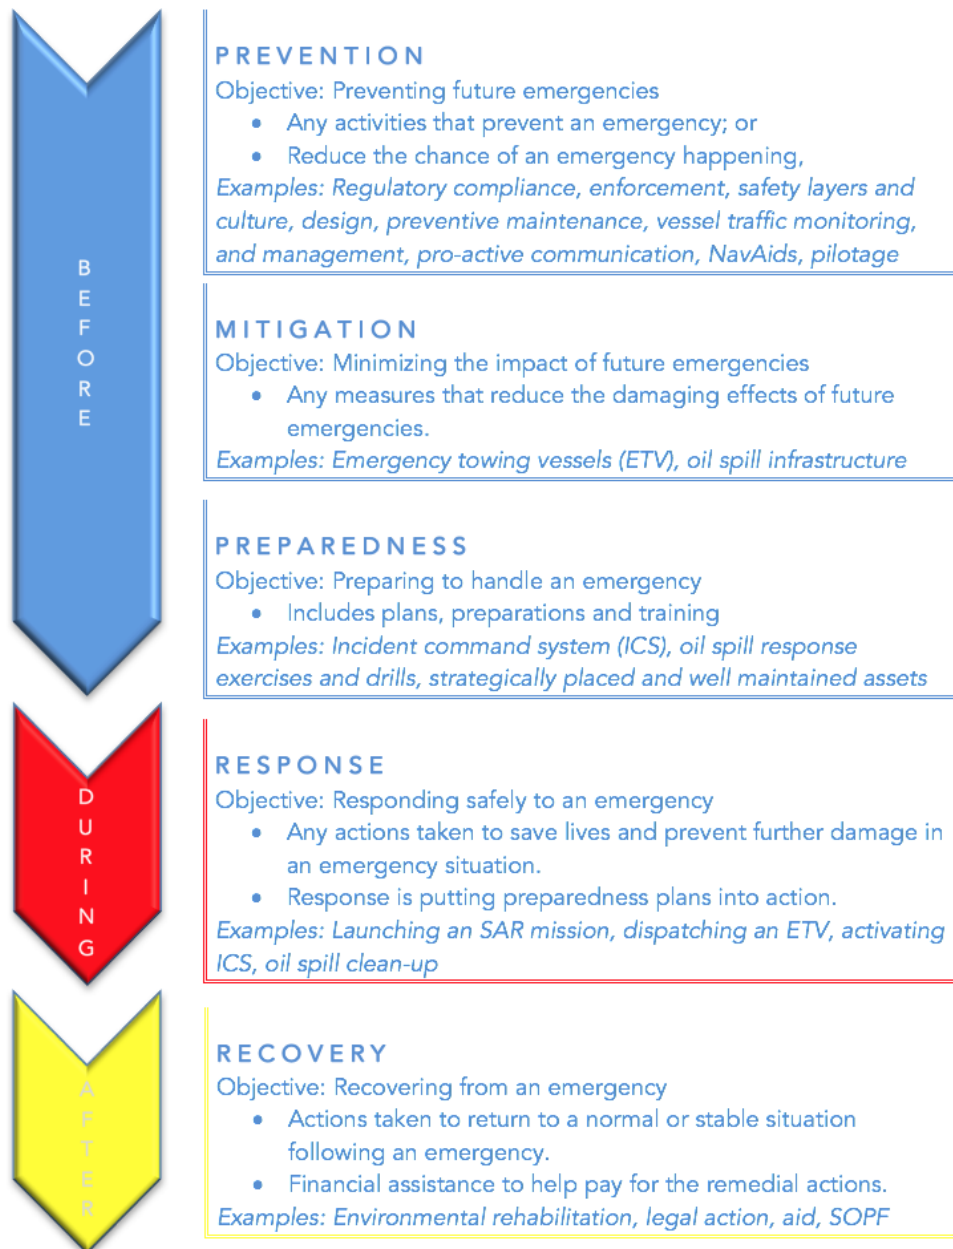 BEFORE
PREVENTION
Objective: Preventing future emergencies
• Any activities that prevent an emergency; or
• Reduce the chance of an emergency happening,
Examples: Regulatory compliance, enforcement, safety layers and
culture, design, preventive maintenance, vessel traffic monitoring,
and management, pro-active communication, NavAids, pilotage
MITIGATION
Objective: Minimizing the impact of future emergencies
• Any measures that reduce the damaging effects of future
emergencies.
Examples: Emergency towing vessels (ETV), oil spill infrastructure
PREPAREDNESS
Objective: Preparing to handle an emergency
• Includes plans, preparations and training
Examples: Incident command system (ICS), oil spill response
exercises and drills, strategically placed and well maintained assets
DURING
RESPONSE
Objective: Responding safely to an emergency
• Any actions taken to save lives and prevent further damage in
an emergency situation.
• Response is putting preparedness plans into action.
Examples: Launching an SAR mission, dispatching an ETV, activating
ICS, oil spill clean-up
AFTER
RECOVERY
Objective: Recovering from an emergency
• Actions taken to return to a normal or stable situation
following an emergency.
• Financial assistance to help pay for the remedial actions.
Examples: Environmental rehabilitation, legal action, aid, SOPF